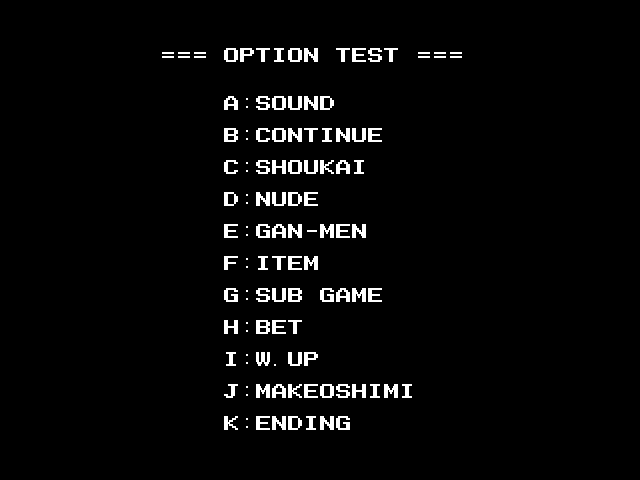 === OPTION TEST ===
A:SOUND
B:CONTINUE
C:SHOUKAI
D:NUDE
E:GAN-MEN
F:ITEM
G:SUB GAME
H:BET
I:W.UP
J:MAKEOSHIMI
K:ENDING